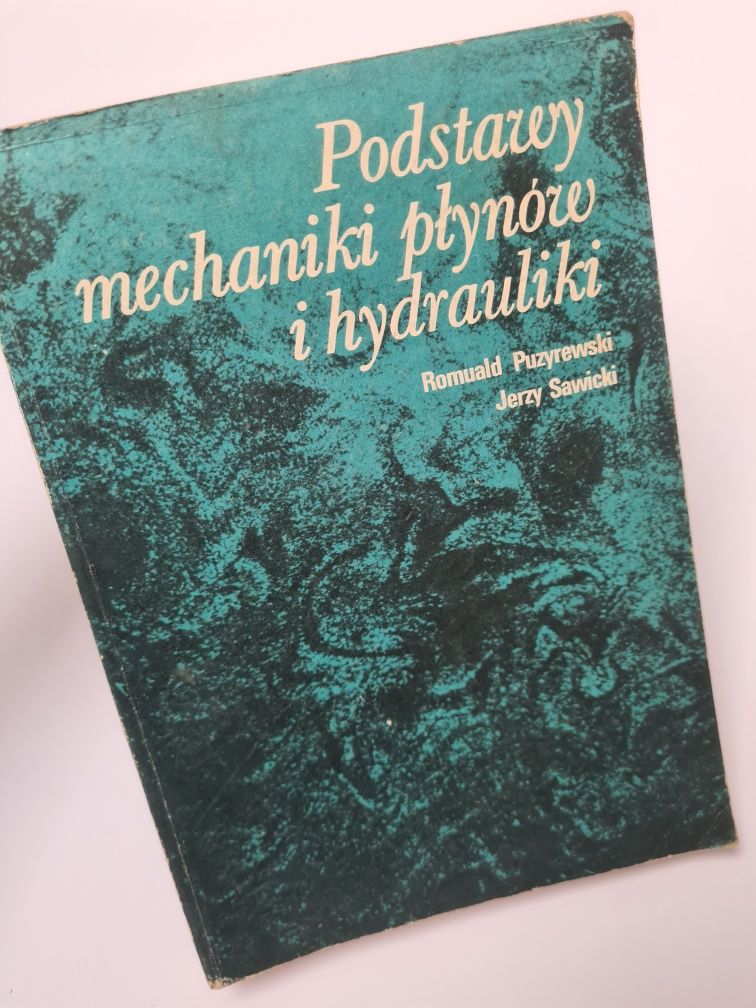 Podstawy
mechaniki płynów
i hydrauliki
Romuald Puzyrewski
Jerzy Sawicki